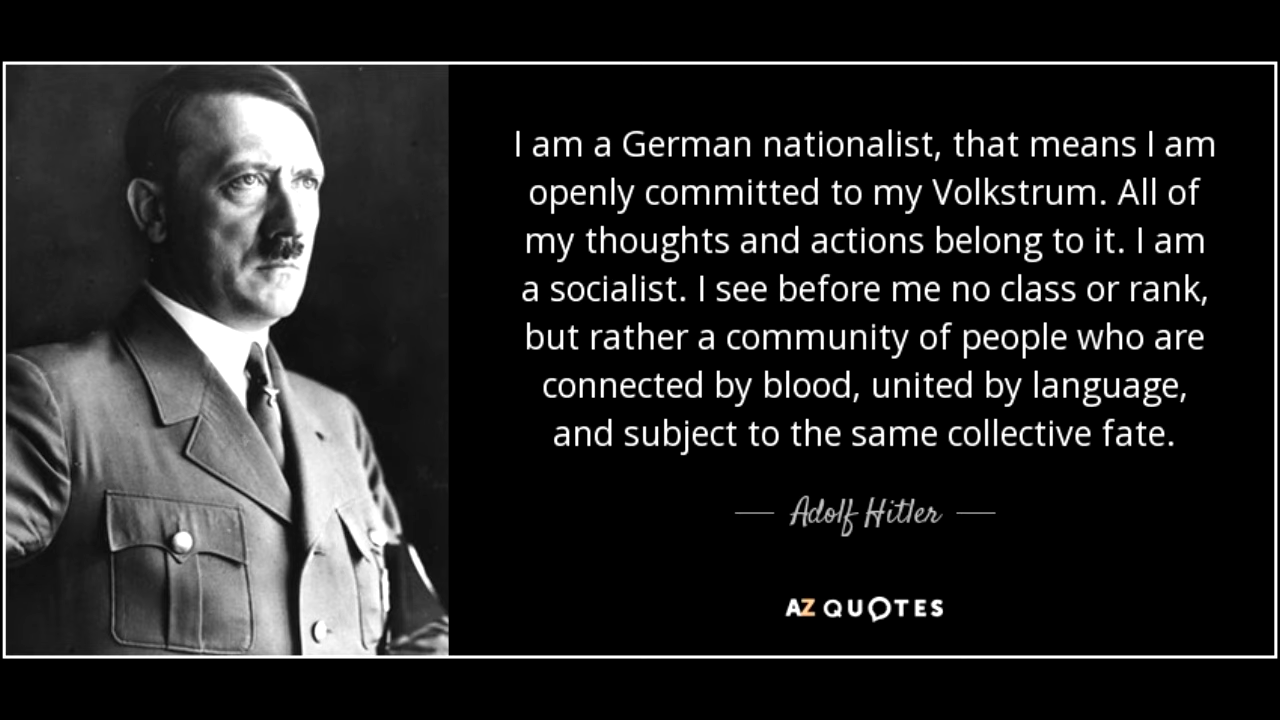 I am a German nationalist, that means I am
openly committed to my Volkstrum. All of
my thoughts and actions belong to it. I am
a socialist. I see before me no class or rank,
but rather a community of people who are
connected by blood, united by language,
and subject to the same collective fate.
Adolf Hitler
AZ QUOTES